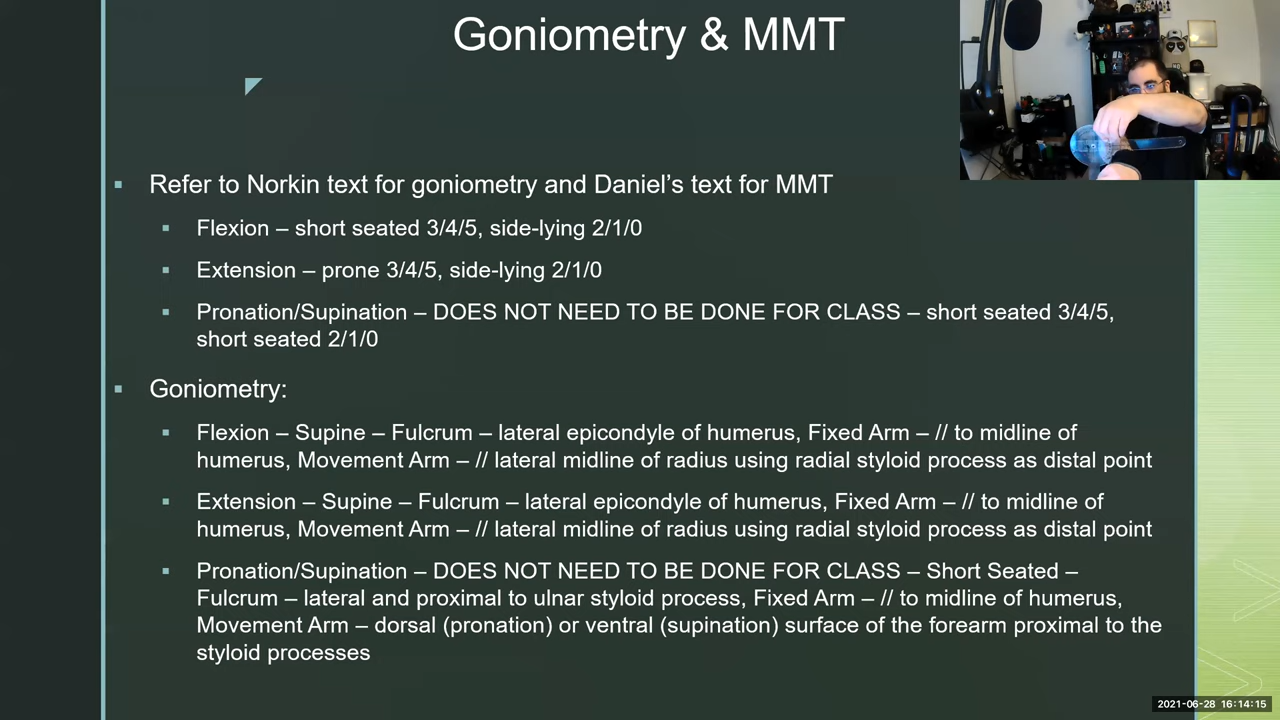 Goniometry & MMT
Refer to Norkin text for goniometry and Daniel's text for MMT
Flexion – short seated 3/4/5, side-lying 2/1/0
Extension – prone 3/4/5, side-lying 2/1/0
Pronation/Supination – DOES NOT NEED TO BE DONE FOR CLASS – short seated 3/4/5,
short seated 2/1/0
Goniometry:
Flexion – Supine – Fulcrum – lateral epicondyle of humerus, Fixed Arm – // to midline of
humerus, Movement Arm – // lateral midline of radius using radial styloid process as distal point
Extension – Supine – Fulcrum – lateral epicondyle of humerus, Fixed Arm – // to midline of
humerus, Movement Arm – // lateral midline of radius using radial styloid process as distal point
Pronation/Supination – DOES NOT NEED TO BE DONE FOR CLASS – Short Seated –
Fulcrum – lateral and proximal to ulnar styloid process, Fixed Arm – // to midline of humerus,
Movement Arm – dorsal (pronation) or ventral (supination) surface of the forearm proximal to the
styloid processes
2021-06-28 16:14:15